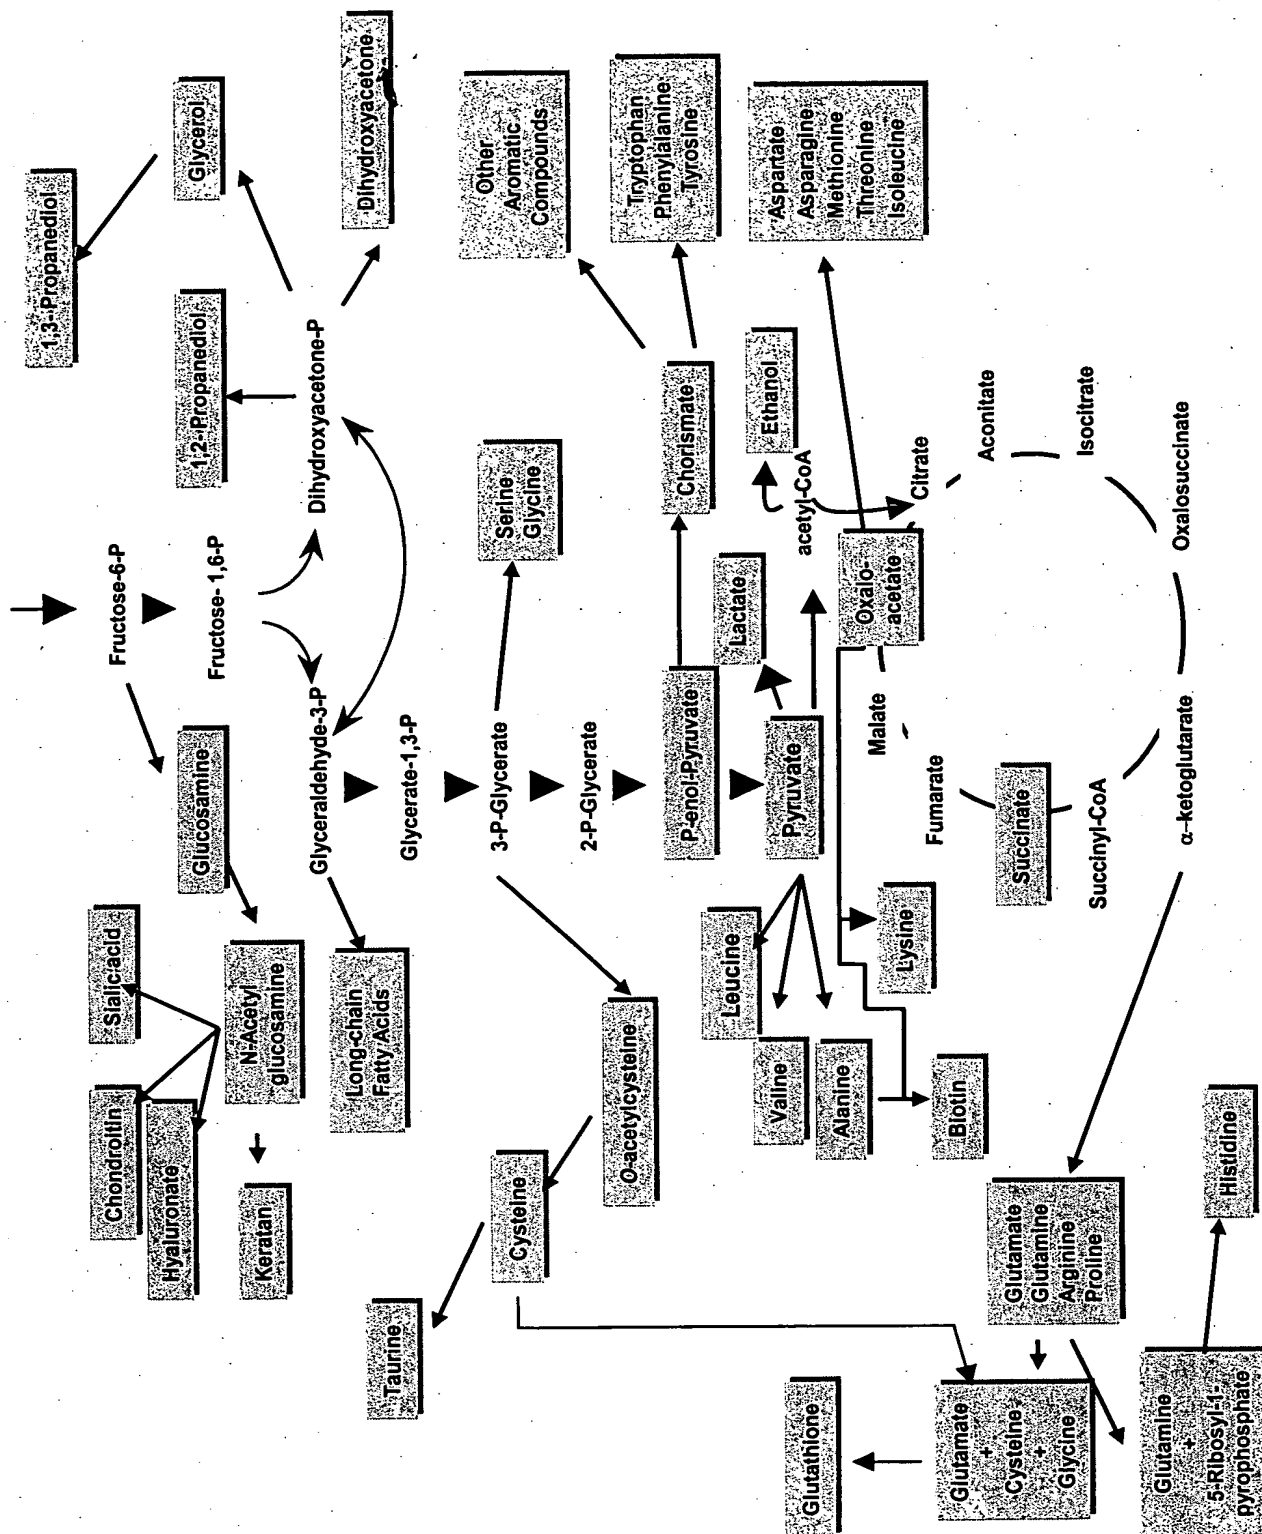 Fructose-6-P
Fructose- 1,6-P
Dihydroxyacetone-P
1,2-Propanediol
1,3-Propanediol
Glycerol
Dihydroxyacetone
Glucosamine
N-Acetyl
glucosamine
Sialic acid
Chondroitin
Hyaluronate
Keratan
Glyceraldehyde-3-P
Long-chain
Fatty Acids
Glycerate-1,3-P
3-P-Glycerate
Serine
Glycine
O-acetylcysteine
Cysteine
Taurine
2-P-Glycerate
P-enol-Pyruvate
Chorismate
Other
Aromatic
Compounds
Tryptophan
Phenylalanine
Tyrosine
Pyruvate
Lactate
Leucine
Valine
Alanine
Biotin
Lysine
acetyl-CoA
Ethanol
Oxalo-
acetate
Aspartate
Asparagine
Methionine
Threonine
Isoleucine
Citrate
Aconitate
Isocitrate
Oxalosuccinate
α-ketoglutarate
Succinyl-CoA
Succinate
Fumarate
Malate
Glutamate
Glutamine
Arginine
Proline
Glutamate
+
Cysteine
+
Glycine
Glutathione
Glutamine
+
5-Ribosyl-1-
pyrophosphate
Histidine